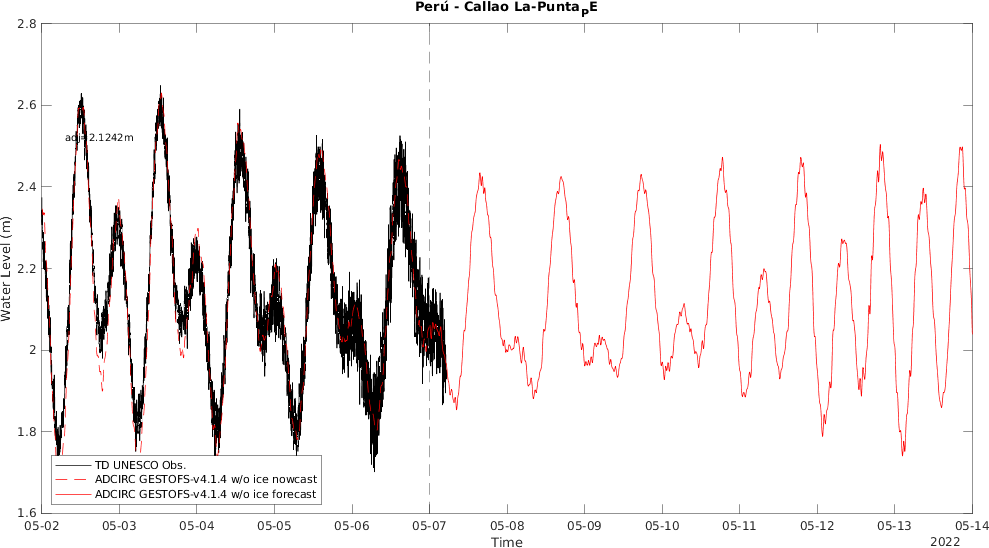 Perú - Callao La-PuntaPE
2.8
2.6
2.4
2.2
2
1.8
1.6
Water Level (m)
adj=2.1242m
TD UNESCO Obs.
ADCIRC GESTOFS-v4.1.4 w/o ice nowcast
ADCIRC GESTOFS-v4.1.4 w/o ice forecast
05-02 05-03 05-04 05-05 05-06 05-07 05-08 05-09 05-10 05-11 05-12 05-13 05-14
Time
2022